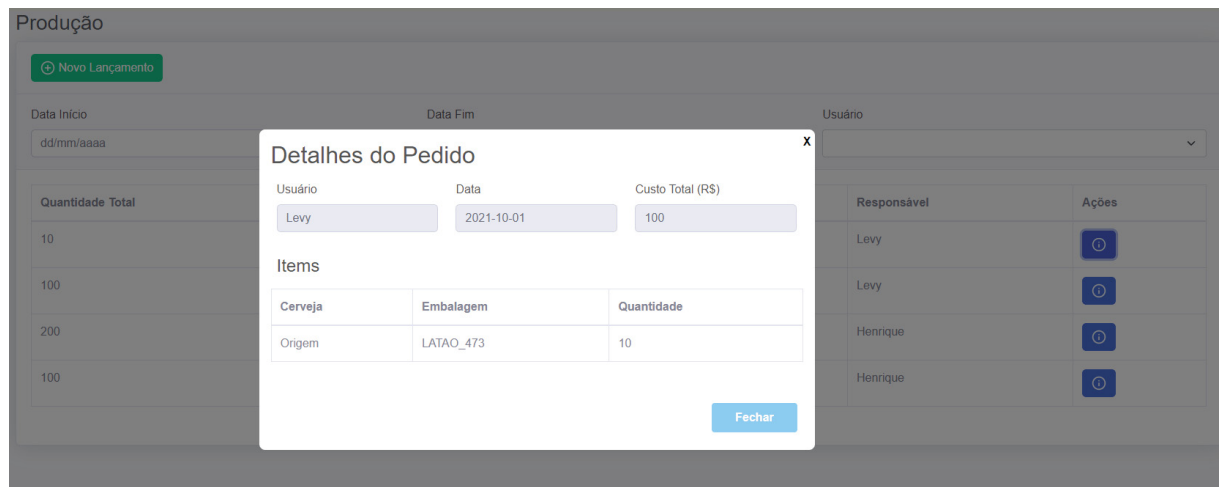 Produção
Novo Lançamento
Data Início
Data Fim
Usuário
dd/mm/aaaa
X
Detalhes do Pedido
Usuário
Data
Custo Total (R$)
Levy
2021-10-01
100
Items
Cerveja
Embalagem
Quantidade
Origem
LATAO_473
10
Fechar
Quantidade Total
Responsável
Ações
10
Levy
100
Levy
200
Henrique
100
Henrique